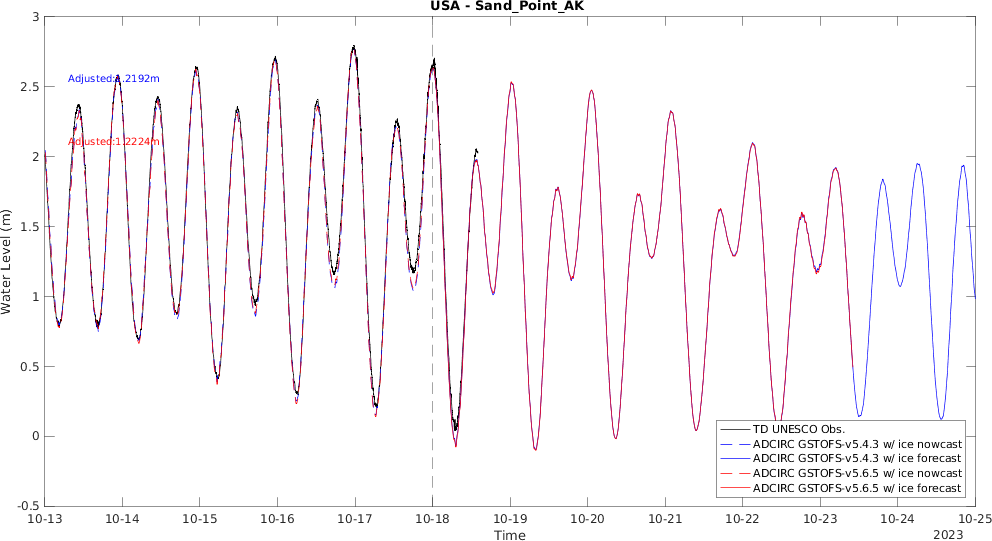 USA - Sand_Point_AK
3
2.5
2
1.5
1
0.5
0
-0.5
Water Level (m)
Adjusted:1.2192m
Adjusted:1.2224m
TD UNESCO Obs.
ADCIRC GSTOFS-v5.4.3 w/ ice nowcast
ADCIRC GSTOFS-v5.4.3 w/ ice forecast
ADCIRC GSTOFS-v5.6.5 w/ ice nowcast
ADCIRC GSTOFS-v5.6.5 w/ ice forecast
10-13 10-14 10-15 10-16 10-17 10-18 10-19 10-20 10-21 10-22 10-23 10-24 10-25
Time
2023